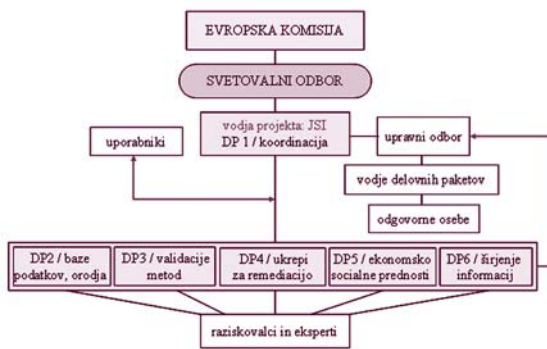 EVROPSKA KOMISIJA
SVETOVALNI ODBOR
vodja projekta: JSI
DP 1 / koordinacija
uporabniki
upravni odbor
vodje delovnih paketov
odgovorne osebe
DP2 / baze
podatkov, orodja
DP3 / validacije
metod
DP4 / ukrepi
za remediacijo
DP5 / ekonomsko
socialne prednosti
DP6 / širjenje
informacij
raziskovalci in eksperti